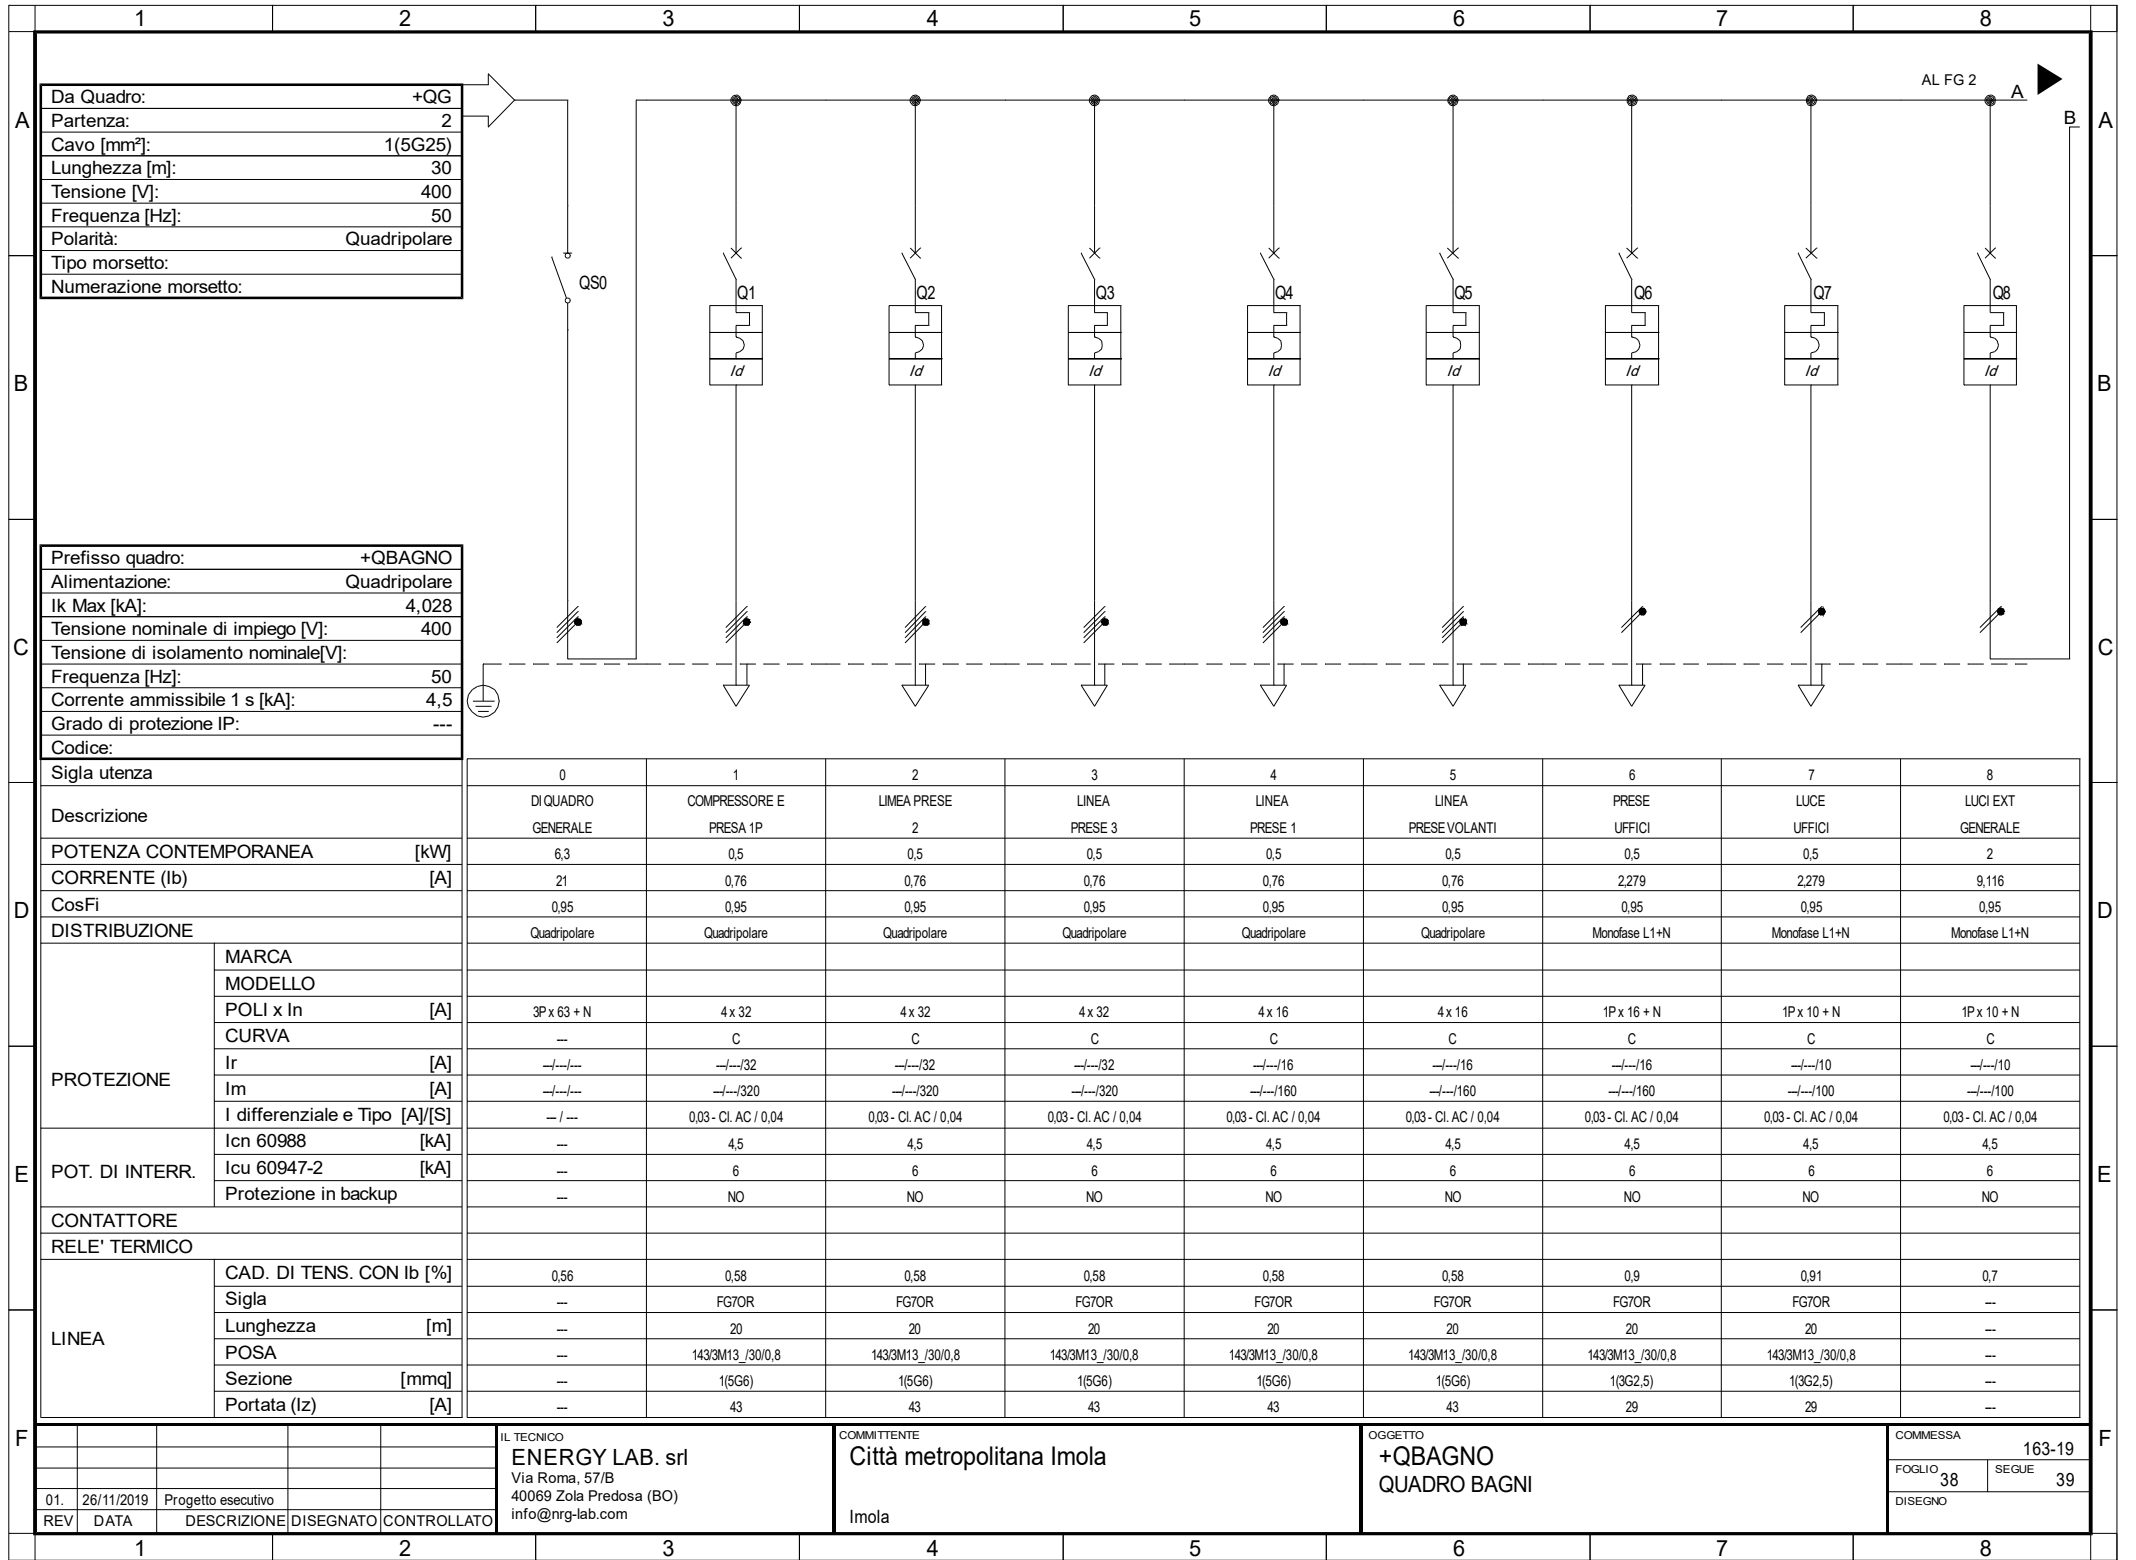 1 2 3 4 5 6 7 8
AL FG 2
A
B
Da Quadro: +QG
Partenza: 2
Cavo [mm²]: 1(5G25)
Lunghezza [m]: 30
Tensione [V]: 400
Frequenza [Hz]: 50
Polarità: Quadripolare
Tipo morsetto:
Numerazione morsetto:
A A
QS0 Q1 Q2 Q3 Q4 Q5 Q6 Q7 Q8
Id Id Id Id Id Id Id Id
B B
Prefisso quadro: +QBAGNO
Alimentazione: Quadripolare
Ik Max [kA]: 4,028
Tensione nominale di impiego [V]: 400
Tensione di isolamento nominale[V]:
Frequenza [Hz]: 50
Corrente ammissibile 1 s [kA]: 4,5
Grado di protezione IP: ---
Codice:
C C
Sigla utenza 0 1 2 3 4 5 6 7 8
Descrizione
DI QUADRO COMPRESSORE E LIMEA PRESE LINEA LINEA LINEA PRESE LUCE LUCI EXT
GENERALE PRESA 1P 2 PRESE 3 PRESE 1 PRESE VOLANTI UFFICI UFFICI GENERALE
POTENZA CONTEMPORANEA [kW] 6,3 0,5 0,5 0,5 0,5 0,5 0,5 0,5 2
CORRENTE (Ib) [A] 21 0,76 0,76 0,76 0,76 0,76 2,279 2,279 9,116
CosFi 0,95 0,95 0,95 0,95 0,95 0,95 0,95 0,95 0,95
D D
DISTRIBUZIONE Quadripolare Quadripolare Quadripolare Quadripolare Quadripolare Quadripolare Monofase L1+N Monofase L1+N Monofase L1+N
PROTEZIONE
MARCA
MODELLO
POLI x In [A] 3P x 63 + N 4 x 32 4 x 32 4 x 32 4 x 16 4 x 16 1P x 16 + N 1P x 10 + N 1P x 10 + N
CURVA --- C C C C C C C C
Ir [A] ---/---/--- ---/---/32 ---/---/32 ---/---/32 ---/---/16 ---/---/16 ---/---/16 ---/---/10 ---/---/10
Im [A] ---/---/--- ---/---/320 ---/---/320 ---/---/320 ---/---/160 ---/---/160 ---/---/160 ---/---/100 ---/---/100
I differenziale e Tipo [A]/[S] --- / --- 0,03 - Cl. AC / 0,04 0,03 - Cl. AC / 0,04 0,03 - Cl. AC / 0,04 0,03 - Cl. AC / 0,04 0,03 - Cl. AC / 0,04 0,03 - Cl. AC / 0,04 0,03 - Cl. AC / 0,04 0,03 - Cl. AC / 0,04
POT. DI INTERR.
Icn 60988 [kA] --- 4,5 4,5 4,5 4,5 4,5 4,5 4,5 4,5
Icu 60947-2 [kA] --- 6 6 6 6 6 6 6 6
Protezione in backup --- NO NO NO NO NO NO NO NO
E E
CONTATTORE
RELE' TERMICO
LINEA
CAD. DI TENS. CON Ib [%] 0,56 0,58 0,58 0,58 0,58 0,58 0,9 0,91 0,7
Sigla --- FG7OR FG7OR FG7OR FG7OR FG7OR FG7OR FG7OR ---
Lunghezza [m] --- 20 20 20 20 20 20 20 ---
POSA --- 143/3M13_/30/0,8 143/3M13_/30/0,8 143/3M13_/30/0,8 143/3M13_/30/0,8 143/3M13_/30/0,8 143/3M13_/30/0,8 143/3M13_/30/0,8 ---
Sezione [mmq] --- 1(5G6) 1(5G6) 1(5G6) 1(5G6) 1(5G6) 1(3G2,5) 1(3G2,5) ---
Portata (Iz) [A] --- 43 43 43 43 43 29 29 ---
F F
01. 26/11/2019 Progetto esecutivo
REV DATA DESCRIZIONE DISEGNATO CONTROLLATO
IL TECNICO
ENERGY LAB. srl
Via Roma, 57/B
40069 Zola Predosa (BO)
info@nrg-lab.com
COMMITTENTE
Città metropolitana Imola
Imola
OGGETTO
+QBAGNO
QUADRO BAGNI
COMMESSA
163-19
FOGLIO 38 SEGUE 39
DISEGNO
1 2 3 4 5 6 7 8